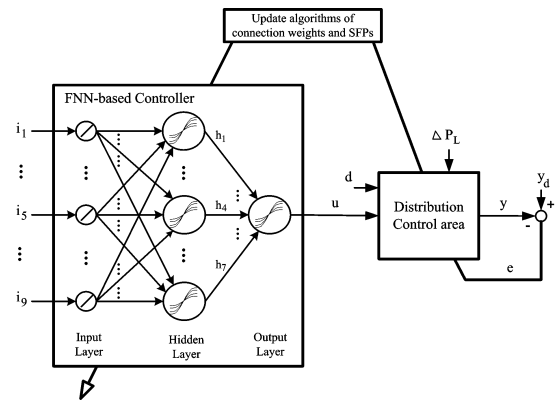 Update algorithms of
connection weights and SFPs
FNN-based Controller
i1
i5
i9
h1
h4
h7
Input
Layer
Hidden
Layer
Output
Layer
u
d
Δ PL
Distribution
Control area
y
yd
+
-
e